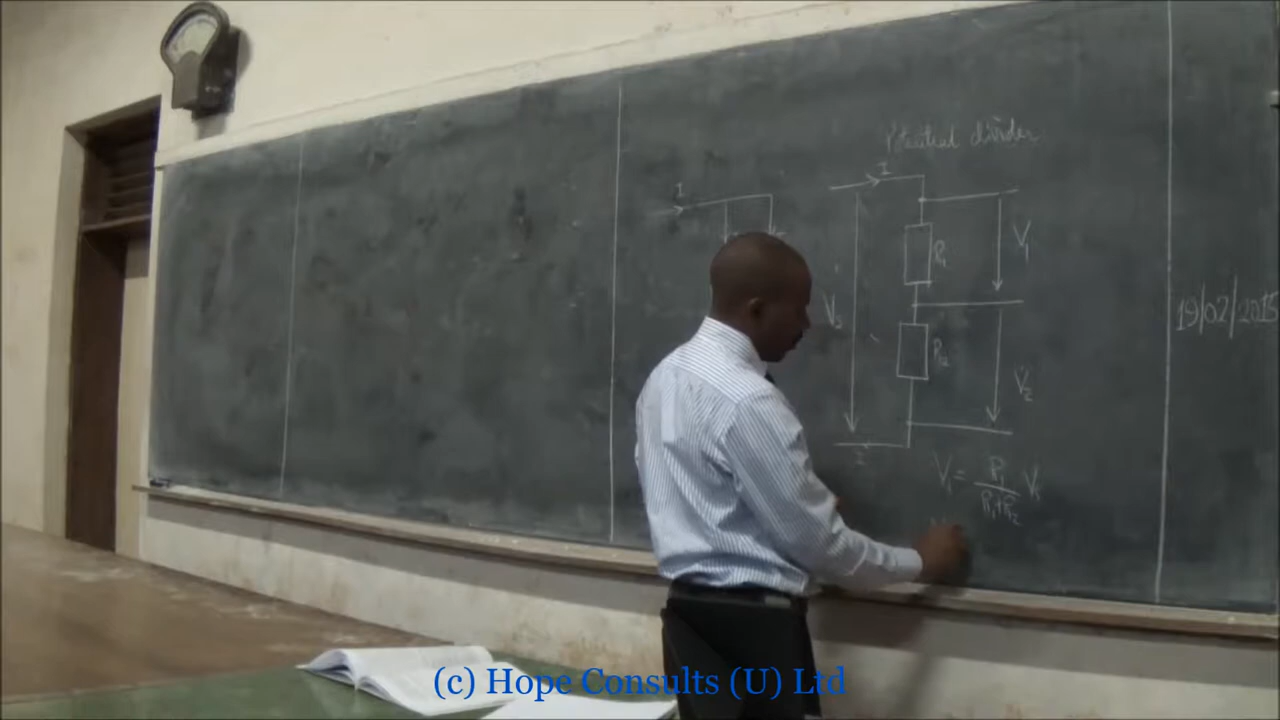 Potential divider
I
I
R₁
V₁
Vₛ
R₂
V₂
I
V₁ = R₁/(R₁+R₂) Vₛ
19/02/2015
(c) Hope Consults (U) Ltd